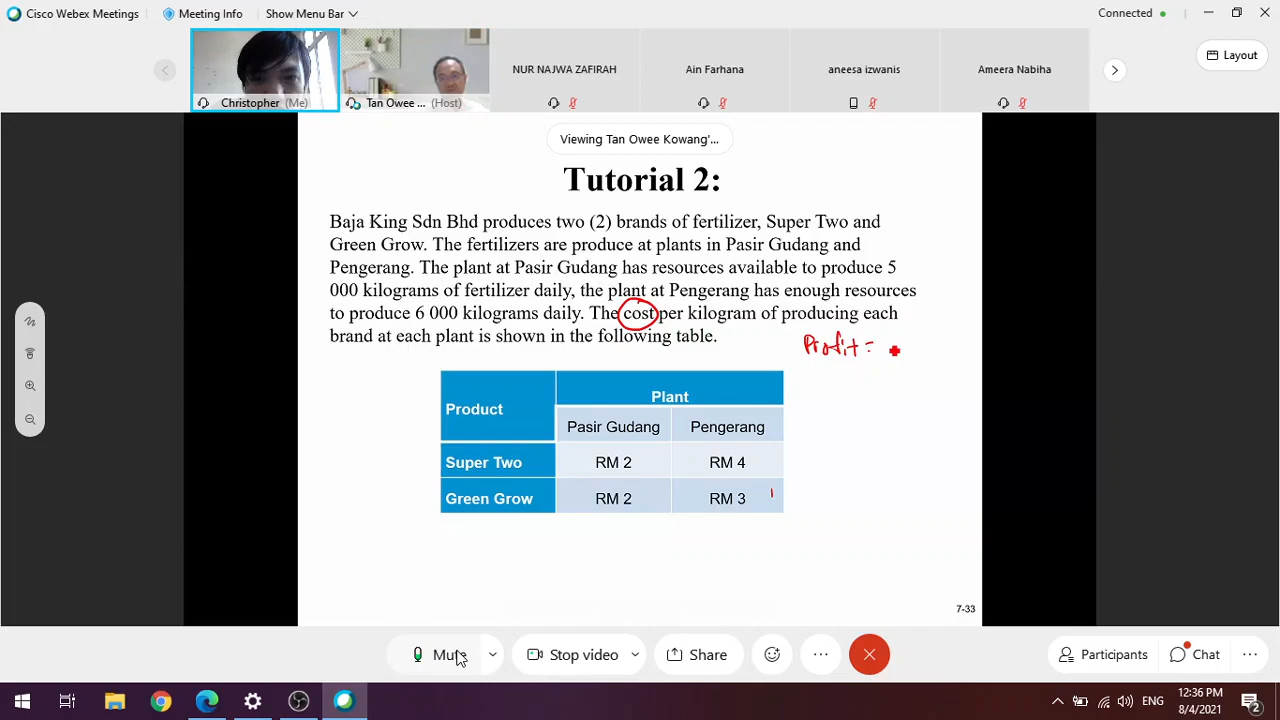 Cisco Webex Meetings
Meeting Info
Show Menu Bar
Connected
Christopher (Me)
Tan Owee ... (Host)
NUR NAJWA ZAFIRAH
Ain Farhana
aneesa izwanis
Ameera Nabiha
Layout
Viewing Tan Owee Kowang'...
Tutorial 2:
Baja King Sdn Bhd produces two (2) brands of fertilizer, Super Two and
Green Grow. The fertilizers are produce at plants in Pasir Gudang and
Pengerang. The plant at Pasir Gudang has resources available to produce 5
000 kilograms of fertilizer daily, the plant at Pengerang has enough resources
to produce 6 000 kilograms daily. The cost per kilogram of producing each
brand at each plant is shown in the following table.
Profit =
Product
Plant
Pasir Gudang
Pengerang
Super Two
RM 2
RM 4
Green Grow
RM 2
RM 3
7-33
Mute
Stop video
Share
Participants
Chat
ENG
12:36 PM
8/4/2021
2